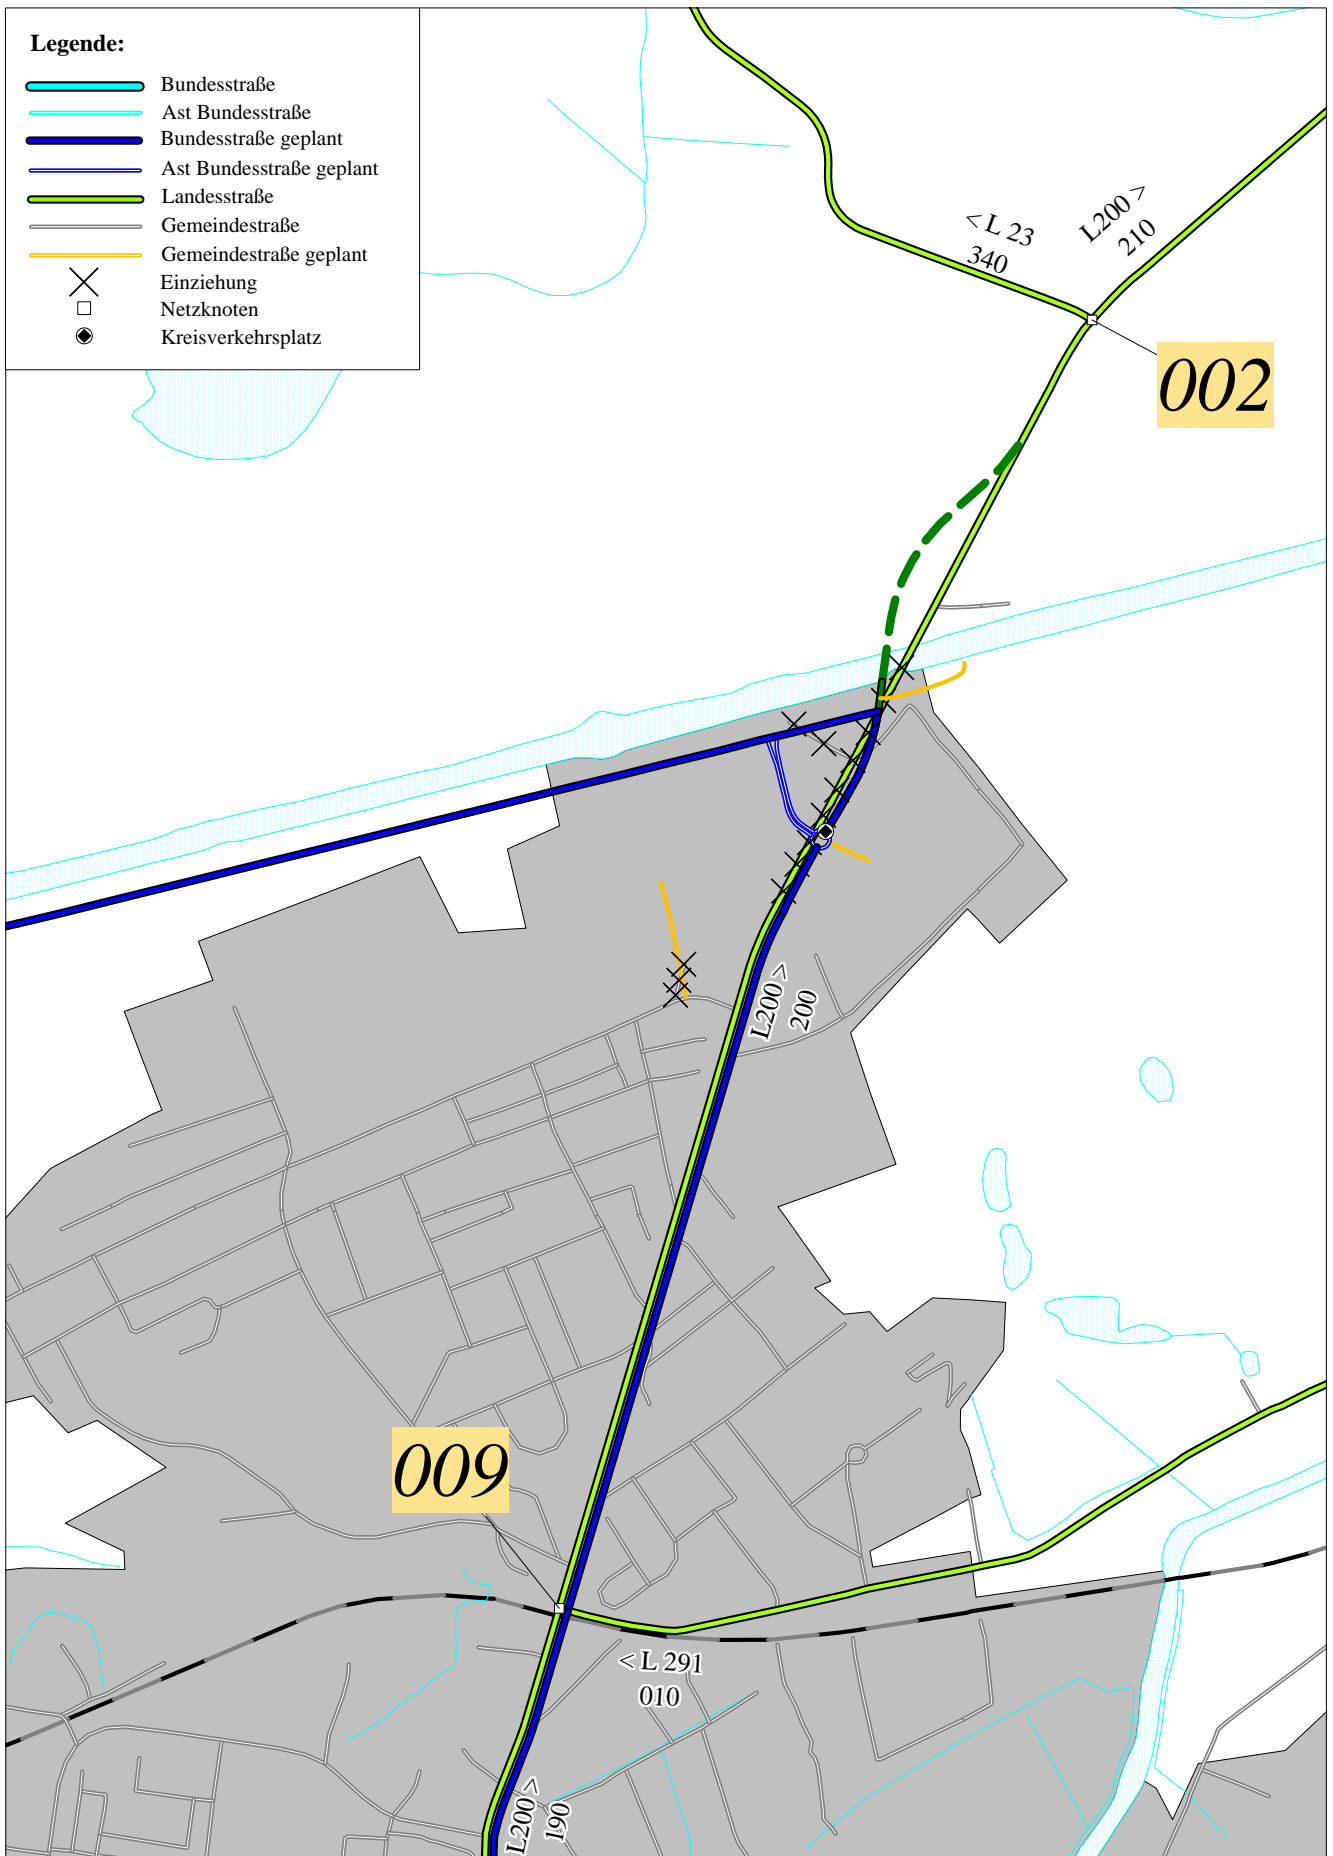 Legende:
Bundesstraße
Ast Bundesstraße
Bundesstraße geplant
Ast Bundesstraße geplant
Landesstraße
Gemeindestraße
Gemeindestraße geplant
Einziehung
Netzknoten
Kreisverkehrsplatz
< L 23
340
L200 >
210
002
L200 >
200
009
< L 291
010
L200 >
190